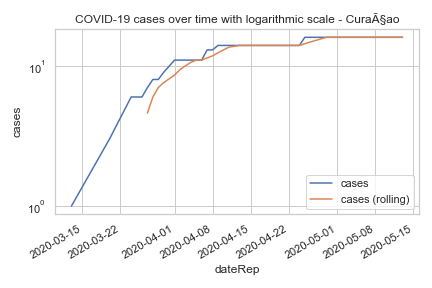 COVID-19 cases over time with logarithmic scale - CuraÃ§ao
cases
10¹
10⁰
cases
cases (rolling)
2020-03-15
2020-03-22
2020-04-01
2020-04-08
2020-04-15
2020-04-22
2020-05-01
2020-05-08
2020-05-15
dateRep